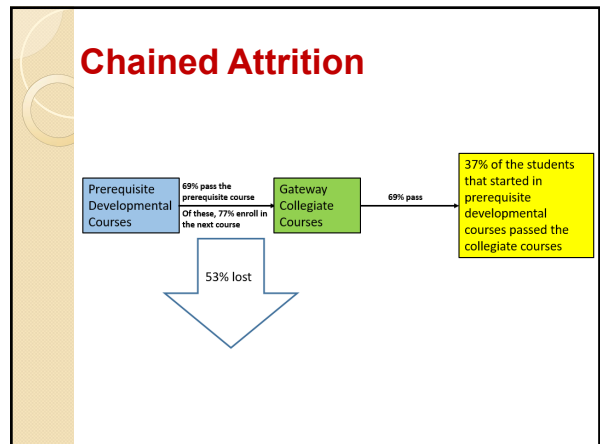 Chained Attrition
Prerequisite
Developmental
Courses
69% pass the
prerequisite course
Of these, 77% enroll in
the next course
Gateway
Collegiate
Courses
69% pass
37% of the students
that started in
prerequisite
developmental
courses passed the
collegiate courses
53% lost